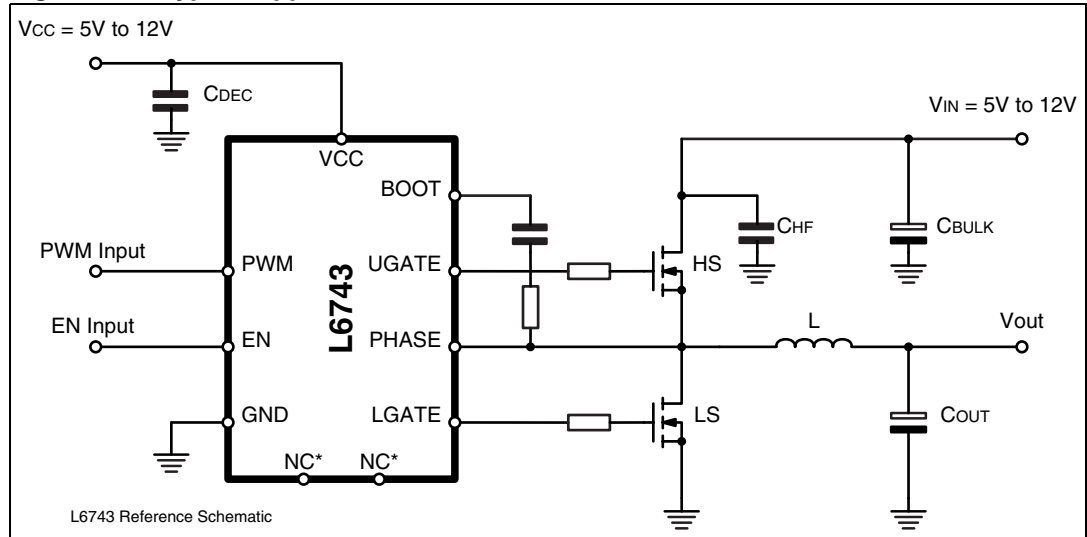 VCC = 5V to 12V
CDEC
VIN = 5V to 12V
VCC
BOOT
CHF
CBULK
PWM Input
PWM
UGATE
HS
L6743
EN Input
EN
PHASE
L
Vout
GND
LGATE
LS
COUT
NC*
NC*
L6743 Reference Schematic